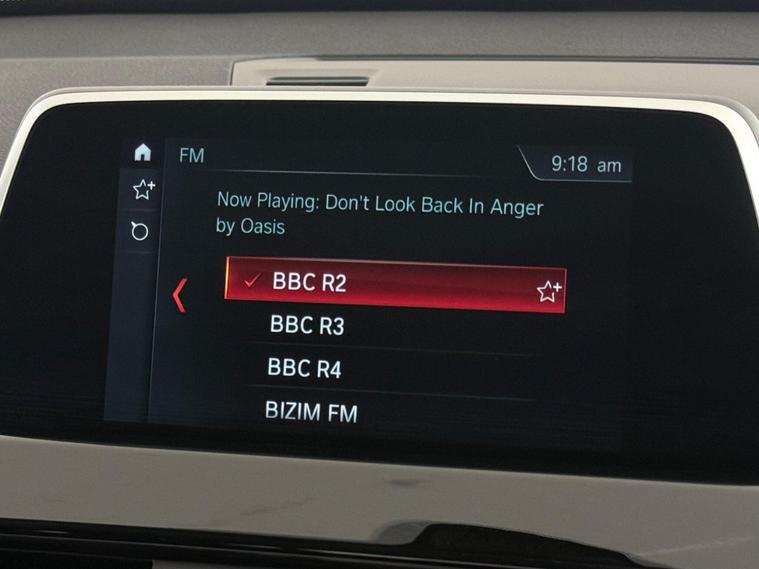 FM
9:18 am
Now Playing: Don't Look Back In Anger
by Oasis
BBC R2
BBC R3
BBC R4
BIZIM FM